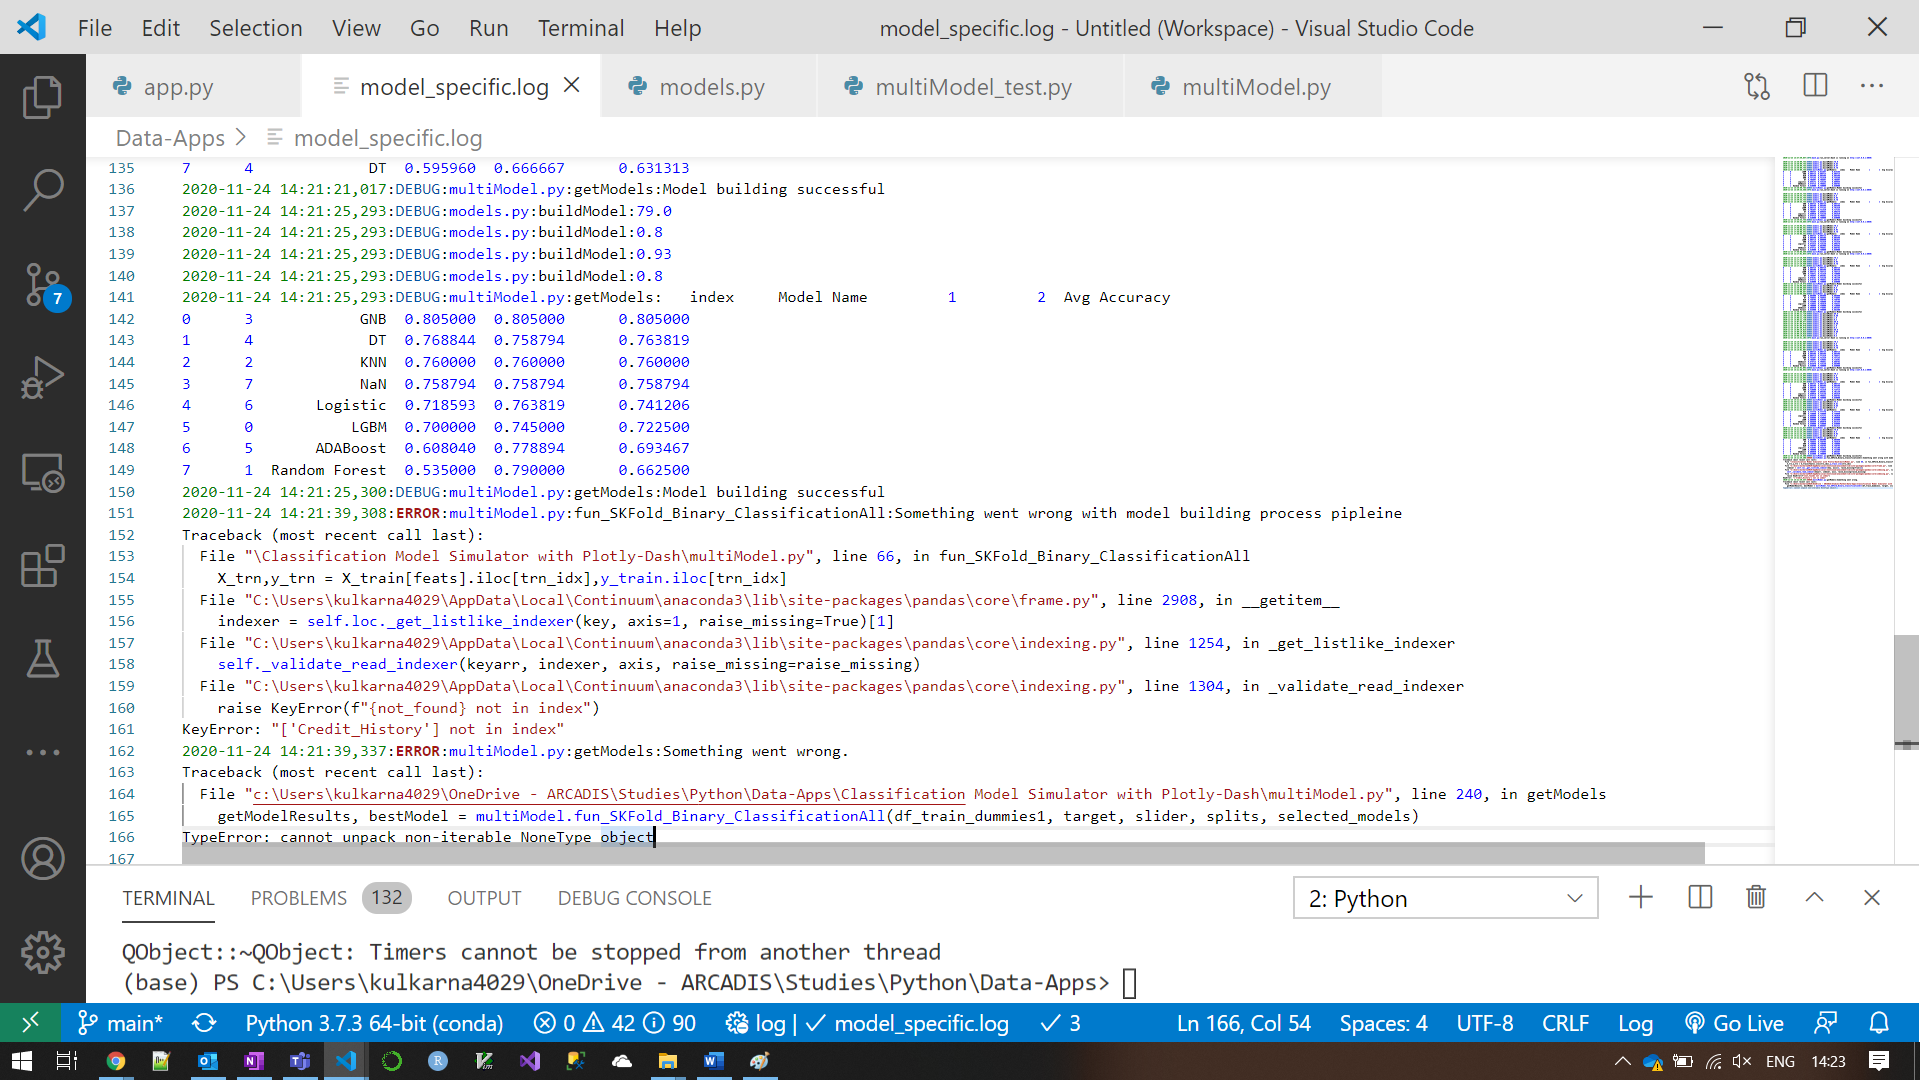 File Edit Selection View Go Run Terminal Help model_specific.log - Untitled (Workspace) - Visual Studio Code
app.py model_specific.log models.py multiModel_test.py multiModel.py
Data-Apps > model_specific.log
135 7 4 DT 0.595960 0.666667 0.631313
136 2020-11-24 14:21:21,017:DEBUG:multiModel.py:getModels:Model building successful
137 2020-11-24 14:21:25,293:DEBUG:models.py:buildModel:79.0
138 2020-11-24 14:21:25,293:DEBUG:models.py:buildModel:0.8
139 2020-11-24 14:21:25,293:DEBUG:models.py:buildModel:0.93
140 2020-11-24 14:21:25,293:DEBUG:models.py:buildModel:0.8
141 2020-11-24 14:21:25,293:DEBUG:multiModel.py:getModels: index Model Name 1 2 Avg Accuracy
142 0 3 GNB 0.805000 0.805000 0.805000
143 1 4 DT 0.768844 0.758794 0.763819
144 2 2 KNN 0.760000 0.760000 0.760000
145 3 7 NaN 0.758794 0.758794 0.758794
146 4 6 Logistic 0.718593 0.763819 0.741206
147 5 0 LGBM 0.700000 0.745000 0.722500
148 6 5 ADABoost 0.608040 0.778894 0.693467
149 7 1 Random Forest 0.535000 0.790000 0.662500
150 2020-11-24 14:21:25,300:DEBUG:multiModel.py:getModels:Model building successful
151 2020-11-24 14:21:39,308:ERROR:multiModel.py:fun_SKFold_Binary_ClassificationAll:Something went wrong with model building process pipleine
152 Traceback (most recent call last):
153 File "\Classification Model Simulator with Plotly-Dash\multiModel.py", line 66, in fun_SKFold_Binary_ClassificationAll
154 X_trn,y_trn = X_train[feats].iloc[trn_idx],y_train.iloc[trn_idx]
155 File "C:\Users\kulkarna4029\AppData\Local\Continuum\anaconda3\lib\site-packages\pandas\core\frame.py", line 2908, in __getitem__
156 indexer = self.loc._get_listlike_indexer(key, axis=1, raise_missing=True)[1]
157 File "C:\Users\kulkarna4029\AppData\Local\Continuum\anaconda3\lib\site-packages\pandas\core\indexing.py", line 1254, in _get_listlike_indexer
158 self._validate_read_indexer(keyarr, indexer, axis, raise_missing=raise_missing)
159 File "C:\Users\kulkarna4029\AppData\Local\Continuum\anaconda3\lib\site-packages\pandas\core\indexing.py", line 1304, in _validate_read_indexer
160 raise KeyError(f"{not_found} not in index")
161 KeyError: "['Credit_History'] not in index"
162 2020-11-24 14:21:39,337:ERROR:multiModel.py:getModels:Something went wrong.
163 Traceback (most recent call last):
164 File "c:\Users\kulkarna4029\OneDrive - ARCADIS\Studies\Python\Data-Apps\Classification Model Simulator with Plotly-Dash\multiModel.py", line 240, in getModels
165 getModelResults, bestModel = multiModel.fun_SKFold_Binary_ClassificationAll(df_train_dummies1, target, slider, splits, selected_models)
166 TypeError: cannot unpack non-iterable NoneType object
167
7
TERMINAL PROBLEMS 132 OUTPUT DEBUG CONSOLE 2: Python
QObject::~QObject: Timers cannot be stopped from another thread
(base) PS C:\Users\kulkarna4029\OneDrive - ARCADIS\Studies\Python\Data-Apps>
main* Python 3.7.3 64-bit (conda) 0 42 90 log | model_specific.log 3 Ln 166, Col 54 Spaces: 4 UTF-8 CRLF Log Go Live
ENG 14:23